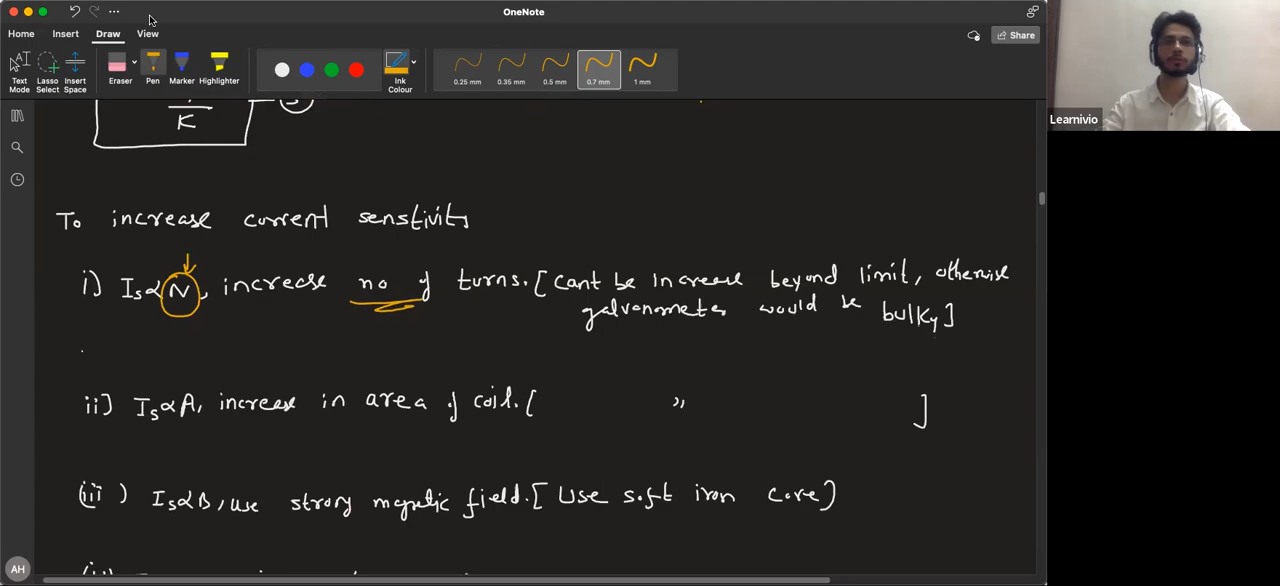 OneNote
Home Insert Draw View
Share
Text Mode
Lasso Select
Insert Space
Eraser
Pen
Marker
Highlighter
Ink Colour
0.25 mm
0.35 mm
0.5 mm
0.7 mm
1 mm
Learnivio
K
To increase current senstivity
i) Is∝N, increase no of turns. [Cant be increase beyond limit, otherwise
galvanometer would be bulky]
ii) Is∝A, increase in area of coil. [ " ]
(iii) Is∝B, use strong magnetic field. [Use soft iron core)
AH